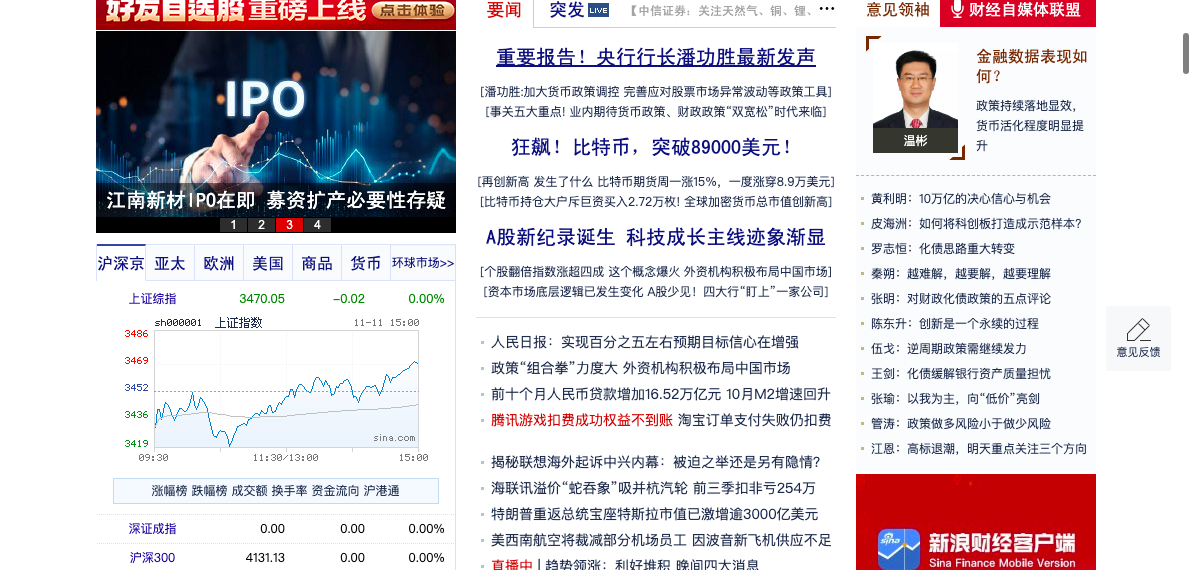 好友自选股重磅上线 点击体验
IPO
江南新材IPO在即 募资扩产必要性存疑
1 2 3 4
沪深京 亚太 欧洲 美国 商品 货币 环球市场>>
上证综指 3470.05 -0.02 0.00%
sh000001 上证指数 11-11 15:00
3486
3469
3452
3436
3419
sina.com
09:30 11:30/13:00 15:00
涨幅榜 跌幅榜 成交额 换手率 资金流向 沪港通
深证成指 0.00 0.00 0.00%
沪深300 4131.13 0.00 0.00%
要闻 突发 LIVE 【中信证券：关注天然气、铜、锂、...
重要报告！央行行长潘功胜最新发声
[潘功胜:加大货币政策调控 完善应对股票市场异常波动等政策工具]
[事关五大重点! 业内期待货币政策、财政政策“双宽松”时代来临]
狂飙！比特币，突破89000美元！
[再创新高 发生了什么 比特币期货周一涨15%，一度涨穿8.9万美元]
[比特币持仓大户斥巨资买入2.72万枚! 全球加密货币总市值创新高]
A股新纪录诞生 科技成长主线迹象渐显
[个股翻倍指数涨超四成 这个概念爆火 外资机构积极布局中国市场]
[资本市场底层逻辑已发生变化 A股少见！四大行“盯上”一家公司]
人民日报：实现百分之五左右预期目标信心在增强
政策“组合拳”力度大 外资机构积极布局中国市场
前十个月人民币贷款增加16.52万亿元 10月M2增速回升
腾讯游戏扣费成功权益不到账 淘宝订单支付失败仍扣费
揭秘联想海外起诉中兴内幕：被迫之举还是另有隐情?
海联讯溢价“蛇吞象”吸并杭汽轮 前三季扣非亏254万
特朗普重返总统宝座特斯拉市值已激增逾3000亿美元
美西南航空将裁减部分机场员工 因波音新飞机供应不足
直播中 | 趋势领涨：利好堆积 晚间四大消息
意见领袖 财经自媒体联盟
金融数据表现如
何？
政策持续落地显效，
货币活化程度明显提
升
温彬
黄利明：10万亿的决心信心与机会
皮海洲：如何将科创板打造成示范样本?
罗志恒：化债思路重大转变
秦朔：越难解，越要解，越要理解
张明：对财政化债政策的五点评论
陈东升：创新是一个永续的过程
伍戈：逆周期政策需继续发力
王剑：化债缓解银行资产质量担忧
张瑜：以我为主，向“低价”亮剑
管涛：政策做多风险小于做少风险
江恩：高标退潮，明天重点关注三个方向
sina 新浪财经客户端
Sina Finance Mobile Version
意见反馈